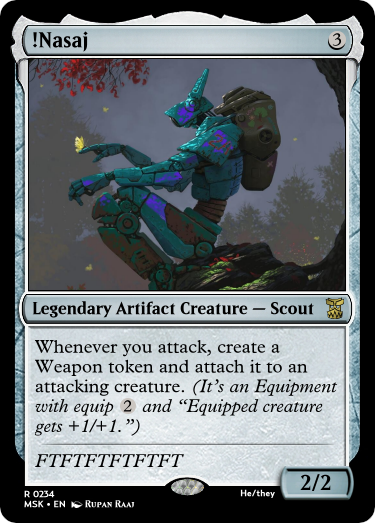 !Nasaj 3
Legendary Artifact Creature — Scout
Whenever you attack, create a
Weapon token and attach it to an
attacking creature. (It's an Equipment
with equip 2 and “Equipped creature
gets +1/+1.”)
FTFTFTFTFTFT
2/2
R 0234
He/they
MSK • EN Rupan Raaj